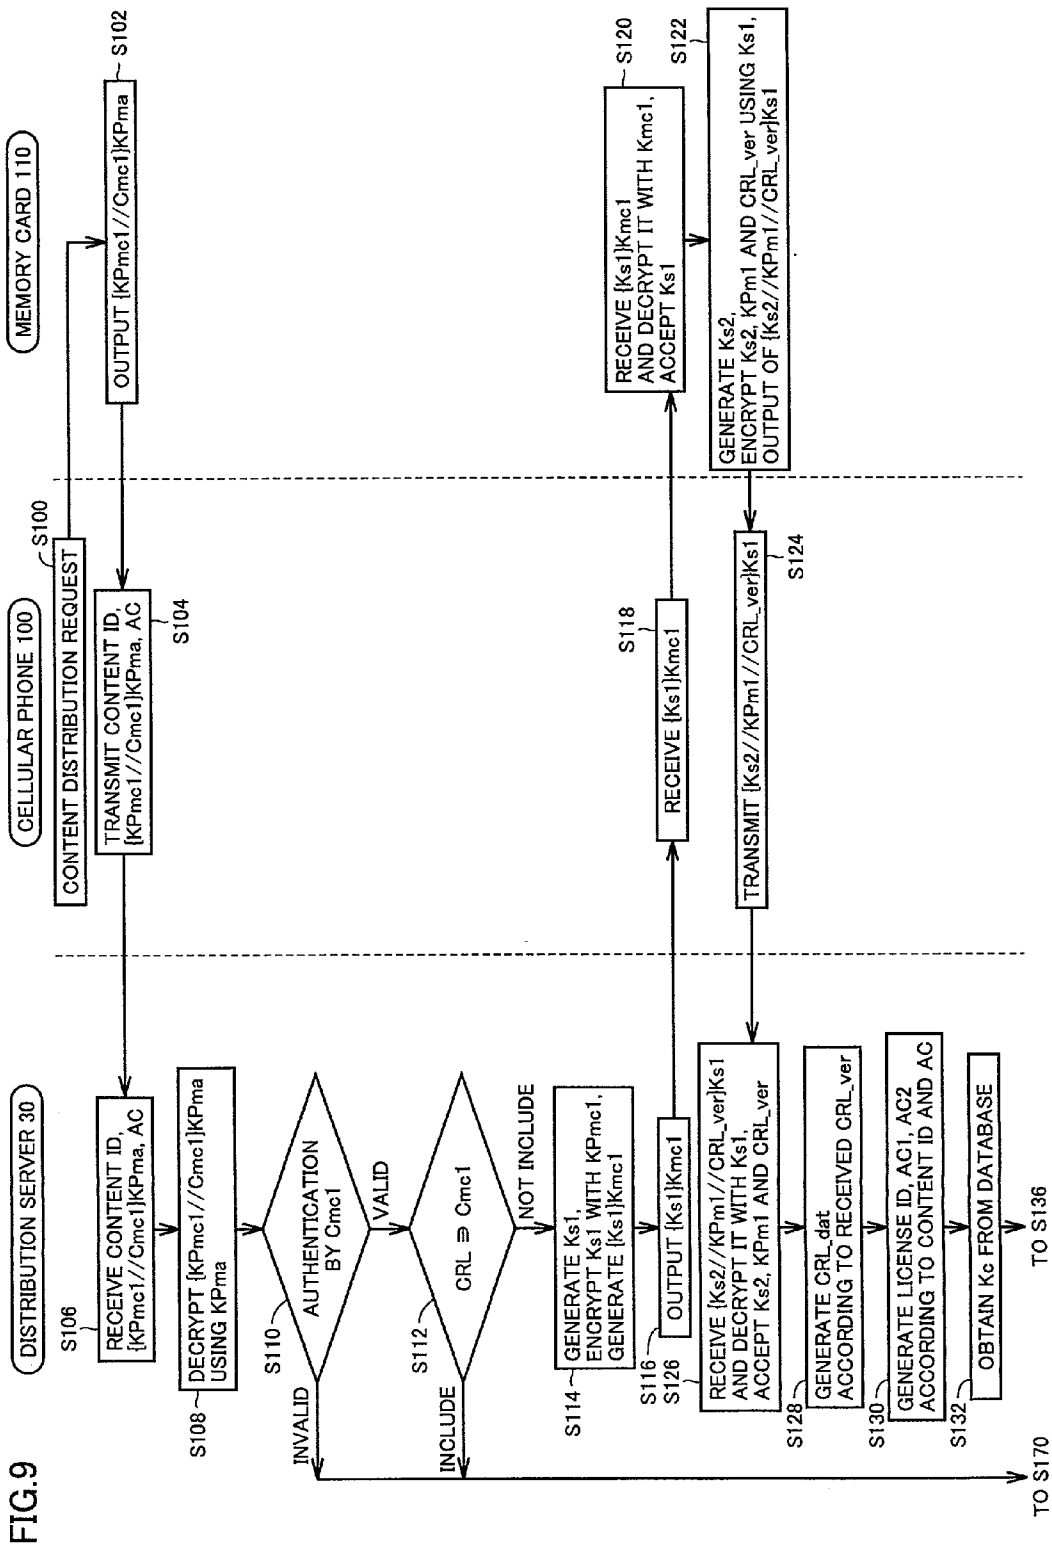 FIG.9
DISTRIBUTION SERVER 30
CELLULAR PHONE 100
MEMORY CARD 110
S100
CONTENT DISTRIBUTION REQUEST
S102
OUTPUT {KPmc1//Cmc1}KPma
S104
TRANSMIT CONTENT ID,
{KPmc1//Cmc1}KPma, AC
S106
RECEIVE CONTENT ID,
{KPmc1//Cmc1}KPma, AC
S108
DECRYPT {KPmc1//Cmc1}KPma
USING KPma
S110
AUTHENTICATION
BY Cmc1
INVALID
VALID
S112
CRL ∋ Cmc1
INCLUDE
NOT INCLUDE
S114
GENERATE Ks1,
ENCRYPT Ks1 WITH KPmc1,
GENERATE {Ks1}Kmc1
S116
OUTPUT {Ks1}Kmc1
S118
RECEIVE {Ks1}Kmc1
S120
RECEIVE {Ks1}Kmc1
AND DECRYPT IT WITH Kmc1,
ACCEPT Ks1
S122
GENERATE Ks2,
ENCRYPT Ks2, KPm1 AND CRL_ver USING Ks1,
OUTPUT OF {Ks2//KPm1//CRL_ver}Ks1
S124
TRANSMIT {Ks2//KPm1//CRL_ver}Ks1
S126
RECEIVE {Ks2//KPm1//CRL_ver}Ks1
AND DECRYPT IT WITH Ks1,
ACCEPT Ks2, KPm1 AND CRL_ver
S128
GENERATE CRL_dat
ACCORDING TO RECEIVED CRL_ver
S130
GENERATE LICENSE ID, AC1, AC2
ACCORDING TO CONTENT ID AND AC
S132
OBTAIN Kc FROM DATABASE
TO S170
TO S136